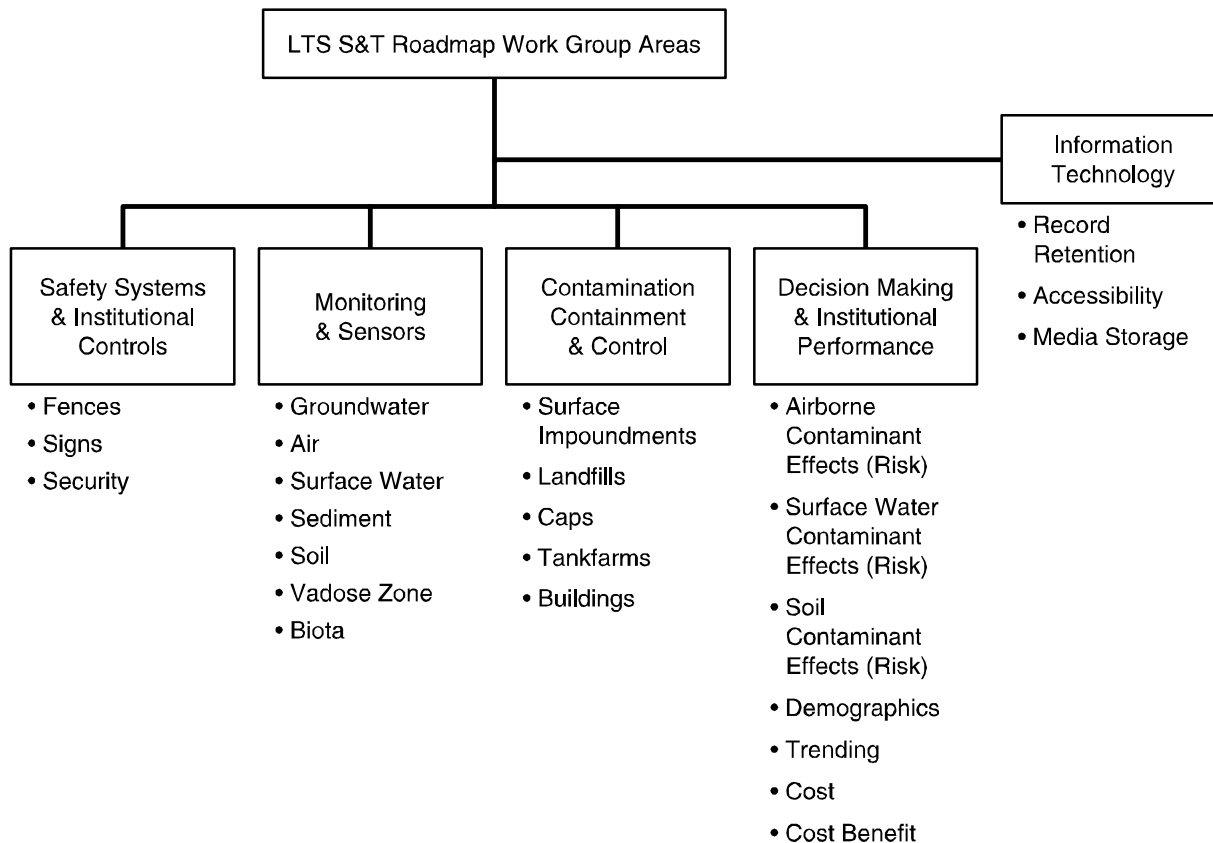 LTS S&T Roadmap Work Group Areas
Information
Technology
• Record
Retention
• Accessibility
• Media Storage
Safety Systems
& Institutional
Controls
• Fences
• Signs
• Security
Monitoring
& Sensors
• Groundwater
• Air
• Surface Water
• Sediment
• Soil
• Vadose Zone
• Biota
Contamination
Containment
& Control
• Surface
Impoundments
• Landfills
• Caps
• Tankfarms
• Buildings
Decision Making
& Institutional
Performance
• Airborne
Contaminant
Effects (Risk)
• Surface Water
Contaminant
Effects (Risk)
• Soil
Contaminant
Effects (Risk)
• Demographics
• Trending
• Cost
• Cost Benefit